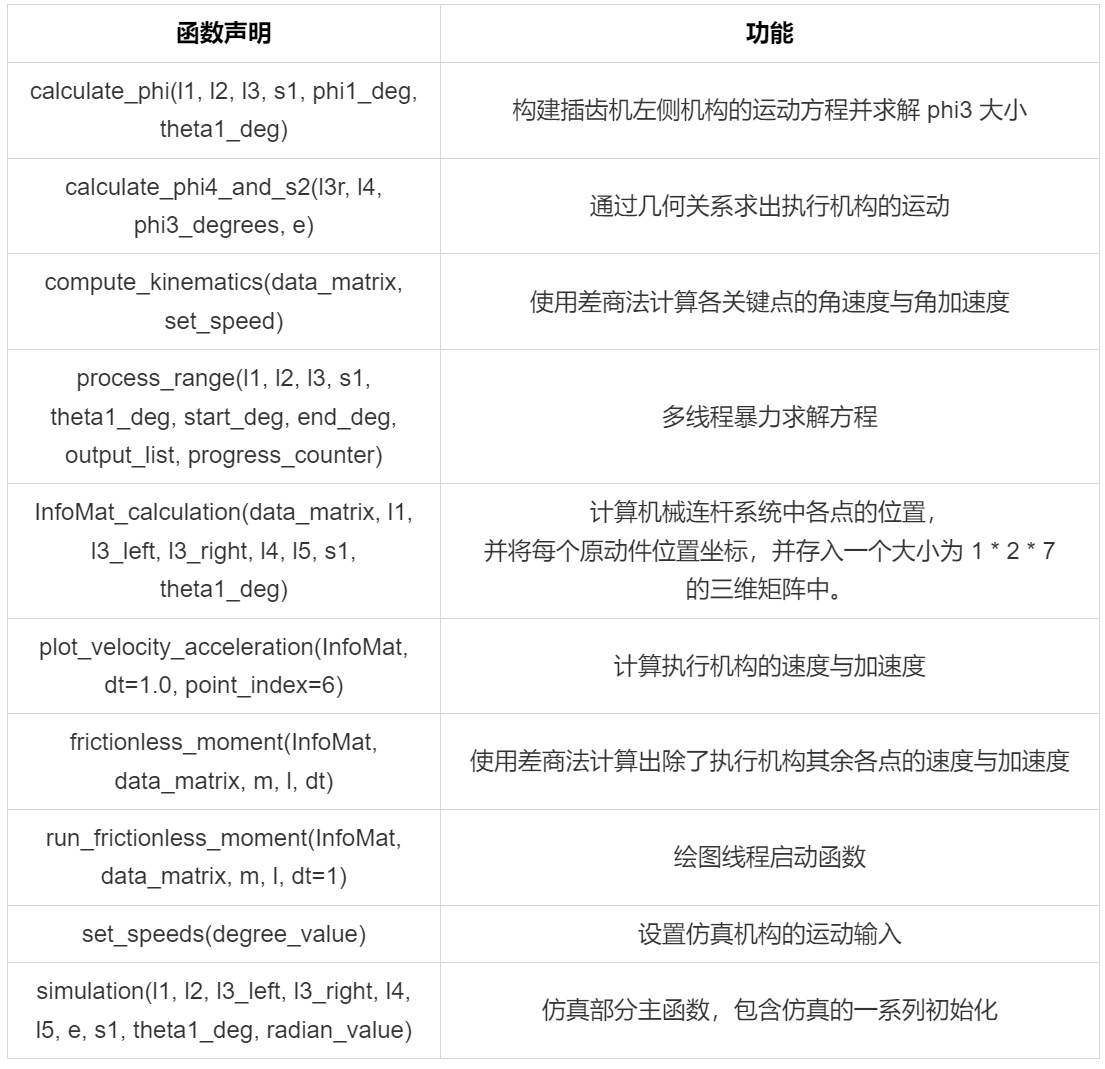 函数声明
功能
calculate_phi(l1, l2, l3, s1, phi1_deg,
theta1_deg)
构建插齿机左侧机构的运动方程并求解 phi3 大小
calculate_phi4_and_s2(l3r, l4,
phi3_degrees, e)
通过几何关系求出执行机构的运动
compute_kinematics(data_matrix,
set_speed)
使用差商法计算各关键点的角速度与角加速度
process_range(l1, l2, l3, s1,
theta1_deg, start_deg, end_deg,
output_list, progress_counter)
多线程暴力求解方程
InfoMat_calculation(data_matrix, l1,
l3_left, l3_right, l4, l5, s1,
theta1_deg)
计算机械连杆系统中各点的位置，
并将每个原动件位置坐标，并存入一个大小为 1 * 2 * 7
的三维矩阵中。
plot_velocity_acceleration(InfoMat,
dt=1.0, point_index=6)
计算执行机构的速度与加速度
frictionless_moment(InfoMat,
data_matrix, m, l, dt)
使用差商法计算出除了执行机构其余各点的速度与加速度
run_frictionless_moment(InfoMat,
data_matrix, m, l, dt=1)
绘图线程启动函数
set_speeds(degree_value)
设置仿真机构的运动输入
simulation(l1, l2, l3_left, l3_right, l4,
l5, e, s1, theta1_deg, radian_value)
仿真部分主函数，包含仿真的一系列初始化